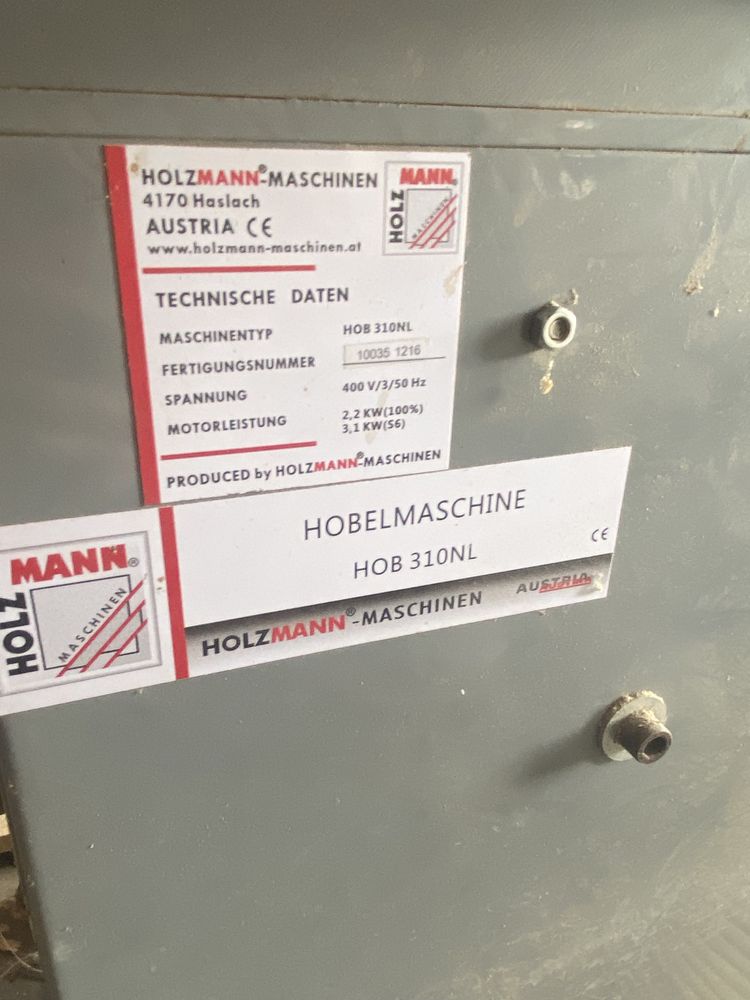 HOLZMANN®-MASCHINEN
4170 Haslach
AUSTRIA CE
www.holzmann-maschinen.at
HOLZ MANN®
MASCHINEN
TECHNISCHE DATEN
MASCHINENTYP HOB 310NL
FERTIGUNGSNUMMER 10035 1216
SPANNUNG 400 V/3/50 Hz
MOTORLEISTUNG 2,2 KW(100%)
3,1 KW(S6)
PRODUCED by HOLZMANN®-MASCHINEN
HOLZ MANN®
MASCHINEN
HOBELMASCHINE
HOB 310NL
CE
HOLZMANN®-MASCHINEN AUSTRIA